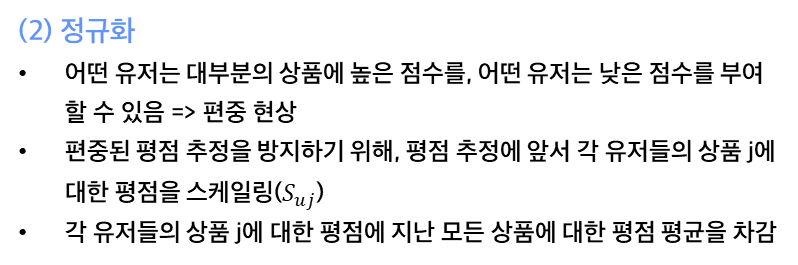 (2) 정규화
• 어떤 유저는 대부분의 상품에 높은 점수를, 어떤 유저는 낮은 점수를 부여
할 수 있음 => 편중 현상
• 편중된 평점 추정을 방지하기 위해, 평점 추정에 앞서 각 유저들의 상품 j에
대한 평점을 스케일링(S_{uj})
• 각 유저들의 상품 j에 대한 평점에 지난 모든 상품에 대한 평점 평균을 차감